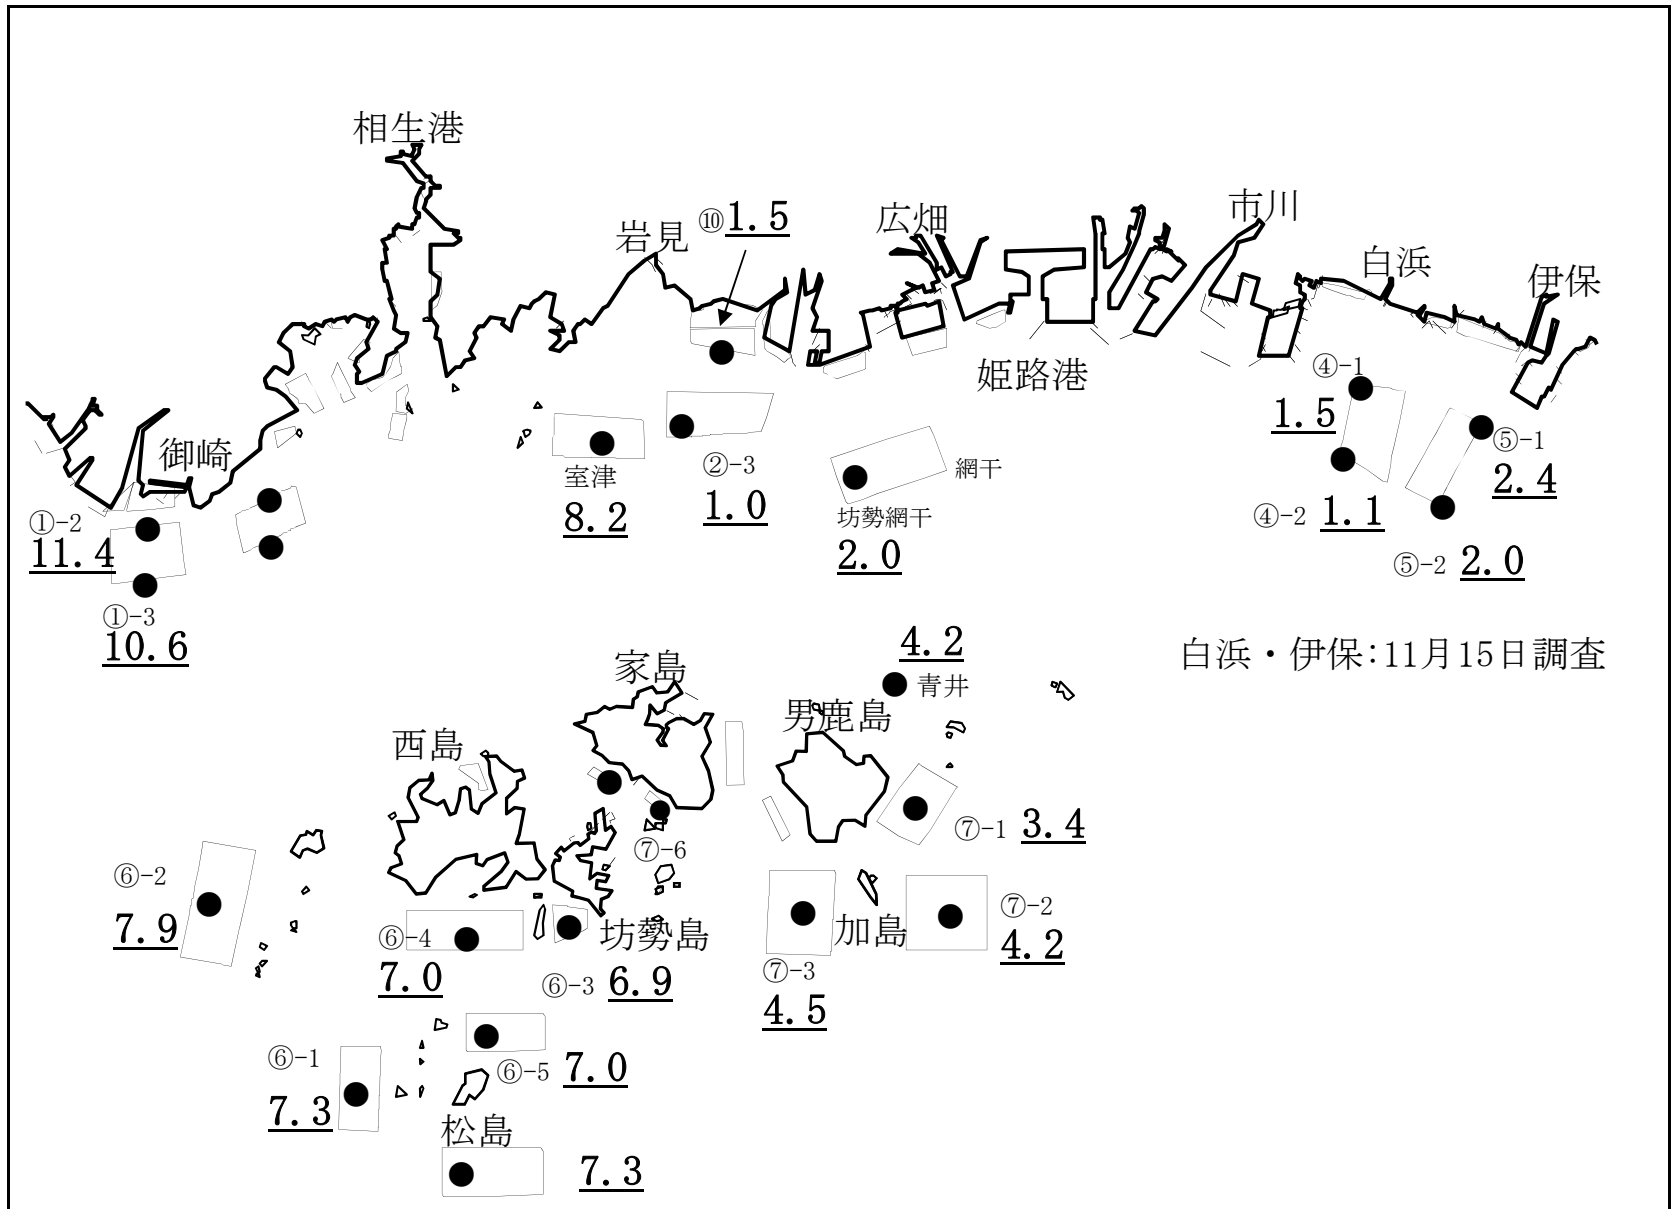 相生港
市川
⑩1.5
広畑
岩見
白浜
伊保
姫路港
④-1
1.5
御崎
⑤-1
2.4
室津
8.2
②-3
1.0
網干
坊勢網干
2.0
④-2 1.1
①-2
11.4
⑤-2 2.0
①-3
10.6
4.2
青井
白浜・伊保:11月15日調査
家島
男鹿島
西島
⑦-1 3.4
⑦-6
⑥-2
7.9
⑦-2
4.2
⑥-4
7.0
坊勢島
加島
⑥-3 6.9
⑦-3
4.5
⑥-1
7.3
⑥-5 7.0
松島
7.3